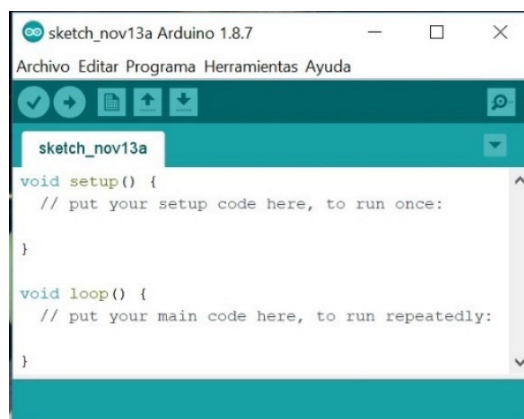 sketch_nov13a Arduino 1.8.7
Archivo Editar Programa Herramientas Ayuda
sketch_nov13a
void setup() {
  // put your setup code here, to run once:

}

void loop() {
  // put your main code here, to run repeatedly:

}